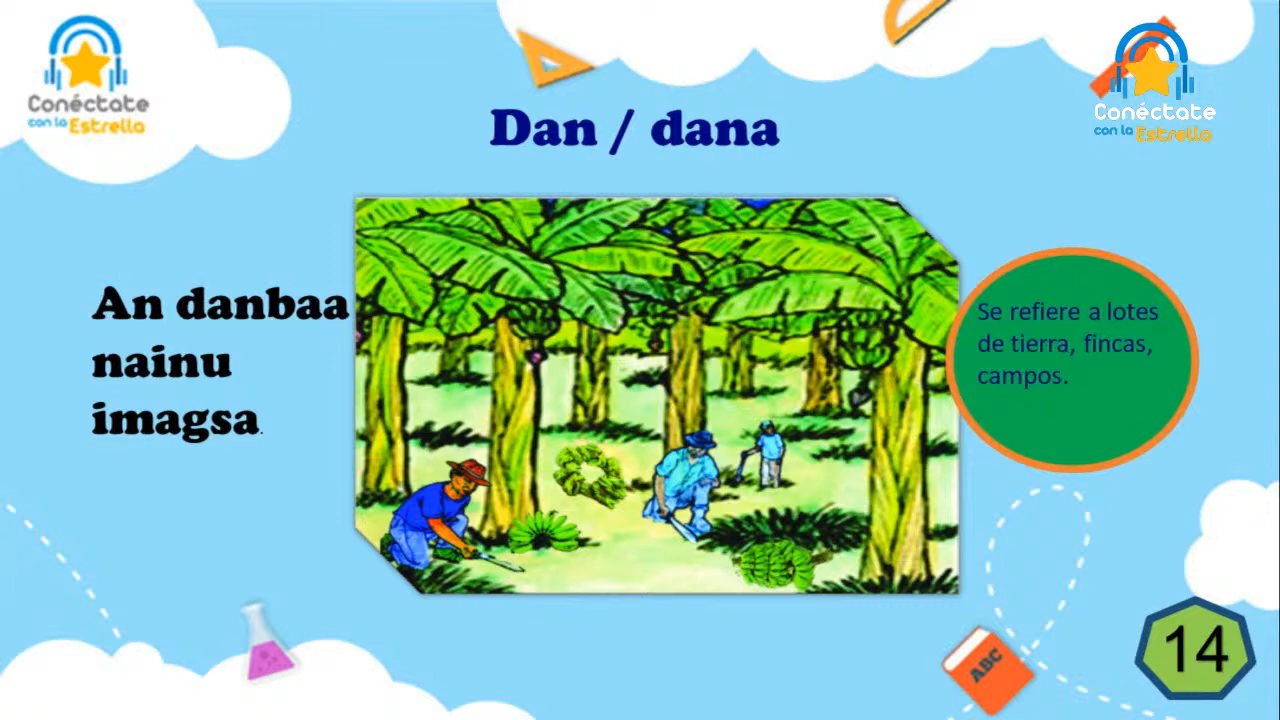 Conéctate
con la Estrella
Conéctate
con la Estrella
Dan / dana
An danbaa
nainu
imagsa.
Se refiere a lotes
de tierra, fincas,
campos.
ABC
14